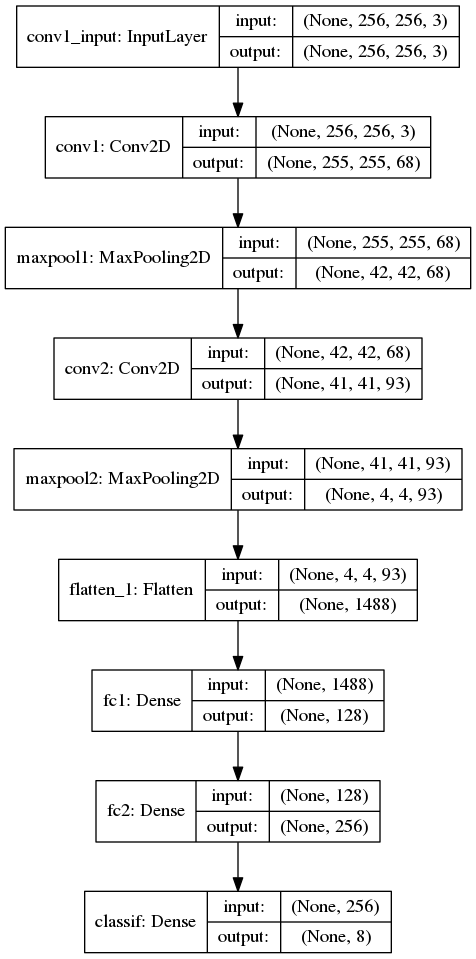 conv1_input: InputLayer
input: (None, 256, 256, 3)
output: (None, 256, 256, 3)
conv1: Conv2D
input: (None, 256, 256, 3)
output: (None, 255, 255, 68)
maxpool1: MaxPooling2D
input: (None, 255, 255, 68)
output: (None, 42, 42, 68)
conv2: Conv2D
input: (None, 42, 42, 68)
output: (None, 41, 41, 93)
maxpool2: MaxPooling2D
input: (None, 41, 41, 93)
output: (None, 4, 4, 93)
flatten_1: Flatten
input: (None, 4, 4, 93)
output: (None, 1488)
fc1: Dense
input: (None, 1488)
output: (None, 128)
fc2: Dense
input: (None, 128)
output: (None, 256)
classif: Dense
input: (None, 256)
output: (None, 8)